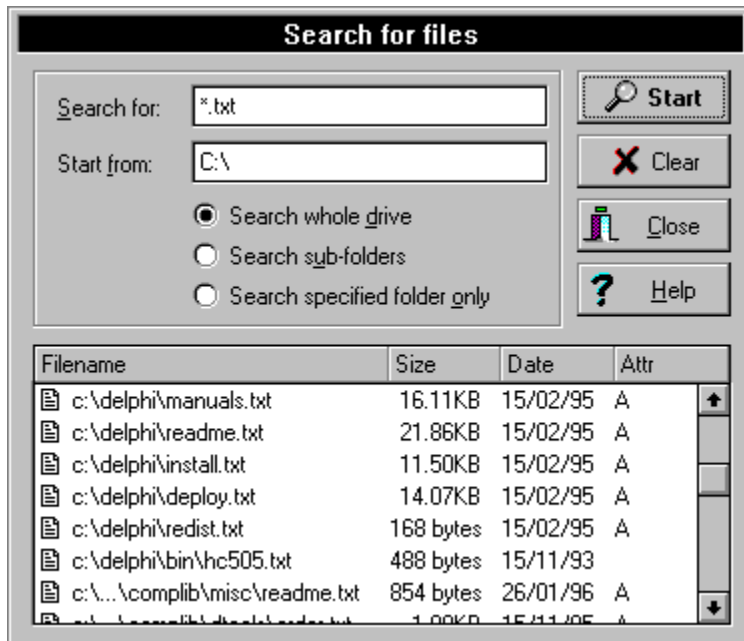 Search for files
Search for: *.txt
Start from: C:\
Search whole drive
Search sub-folders
Search specified folder only
Start
Clear
Close
Help
Filename Size Date Attr
c:\delphi\manuals.txt 16.11KB 15/02/95 A
c:\delphi\readme.txt 21.86KB 15/02/95 A
c:\delphi\install.txt 11.50KB 15/02/95 A
c:\delphi\deploy.txt 14.07KB 15/02/95 A
c:\delphi\redist.txt 168 bytes 15/02/95 A
c:\delphi\bin\hc505.txt 488 bytes 15/11/93
c:\...\complib\misc\readme.txt 854 bytes 26/01/96 A